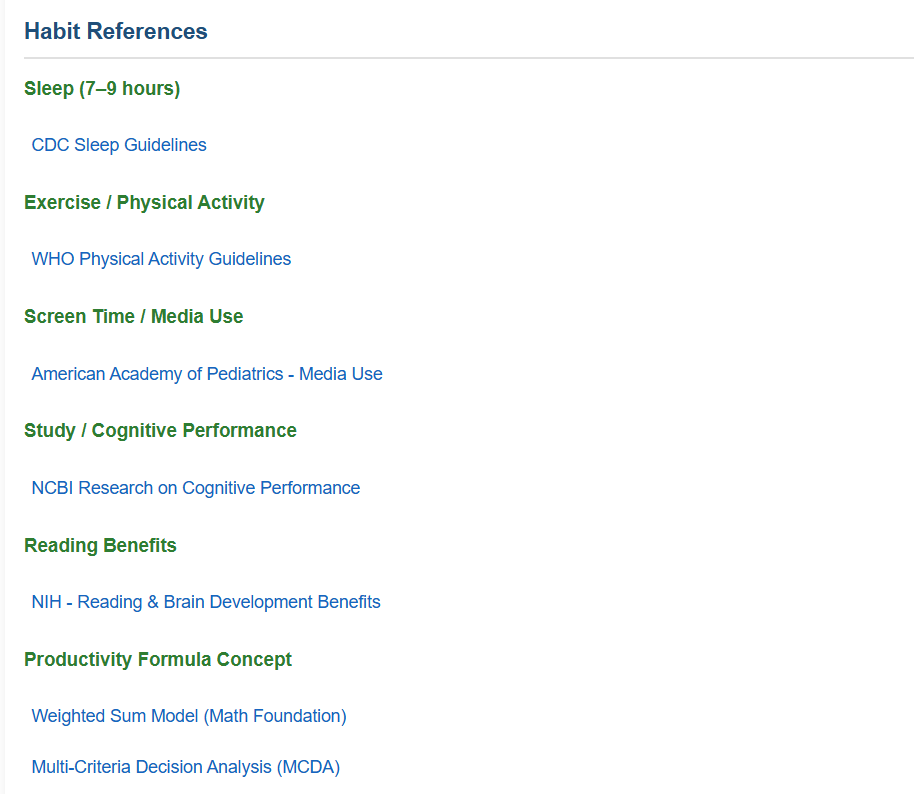 Habit References
Sleep (7–9 hours)
CDC Sleep Guidelines
Exercise / Physical Activity
WHO Physical Activity Guidelines
Screen Time / Media Use
American Academy of Pediatrics - Media Use
Study / Cognitive Performance
NCBI Research on Cognitive Performance
Reading Benefits
NIH - Reading & Brain Development Benefits
Productivity Formula Concept
Weighted Sum Model (Math Foundation)
Multi-Criteria Decision Analysis (MCDA)